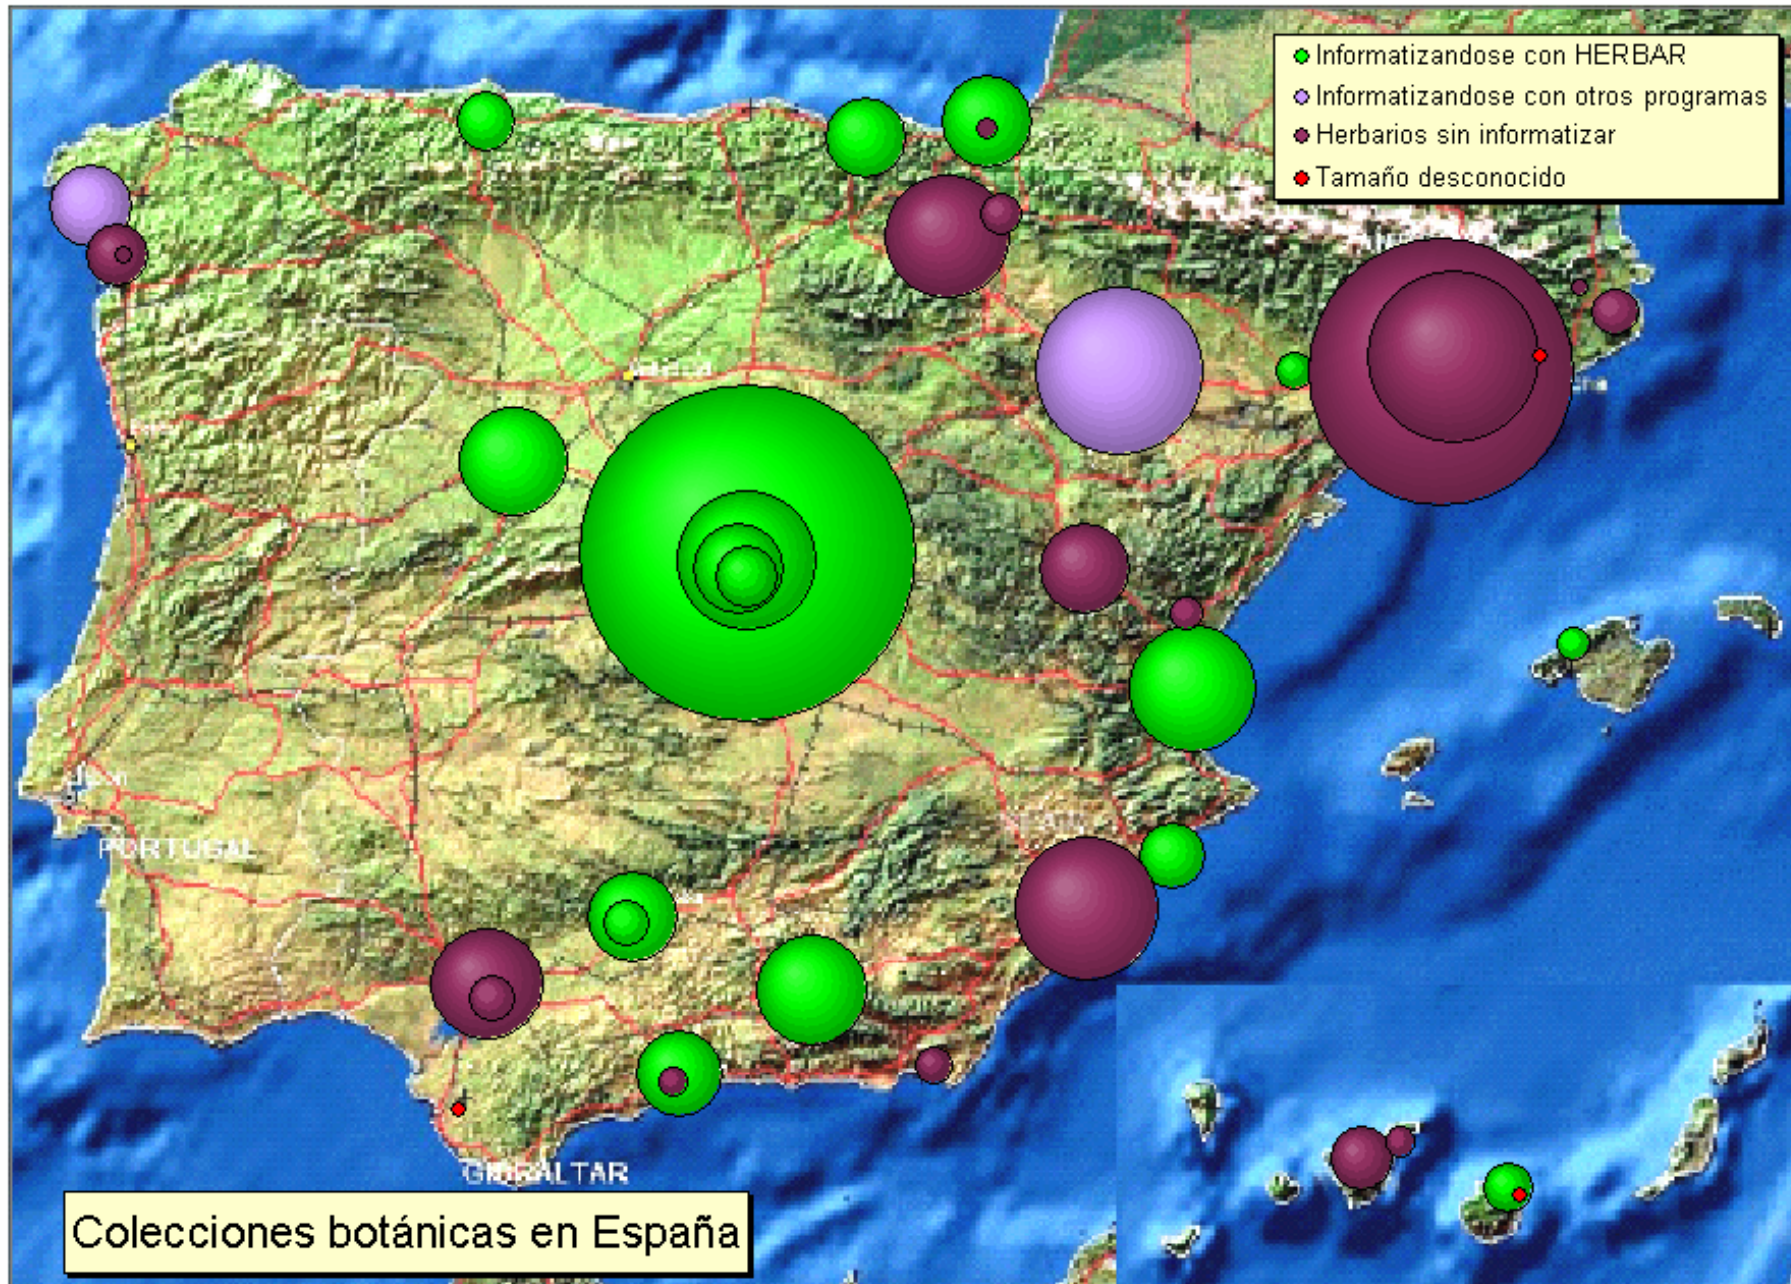 Informatizandose con HERBAR
Informatizandose con otros programas
Herbarios sin informatizar
Tamaño desconocido
PORTUGAL
GIBRALTAR
Colecciones botánicas en España